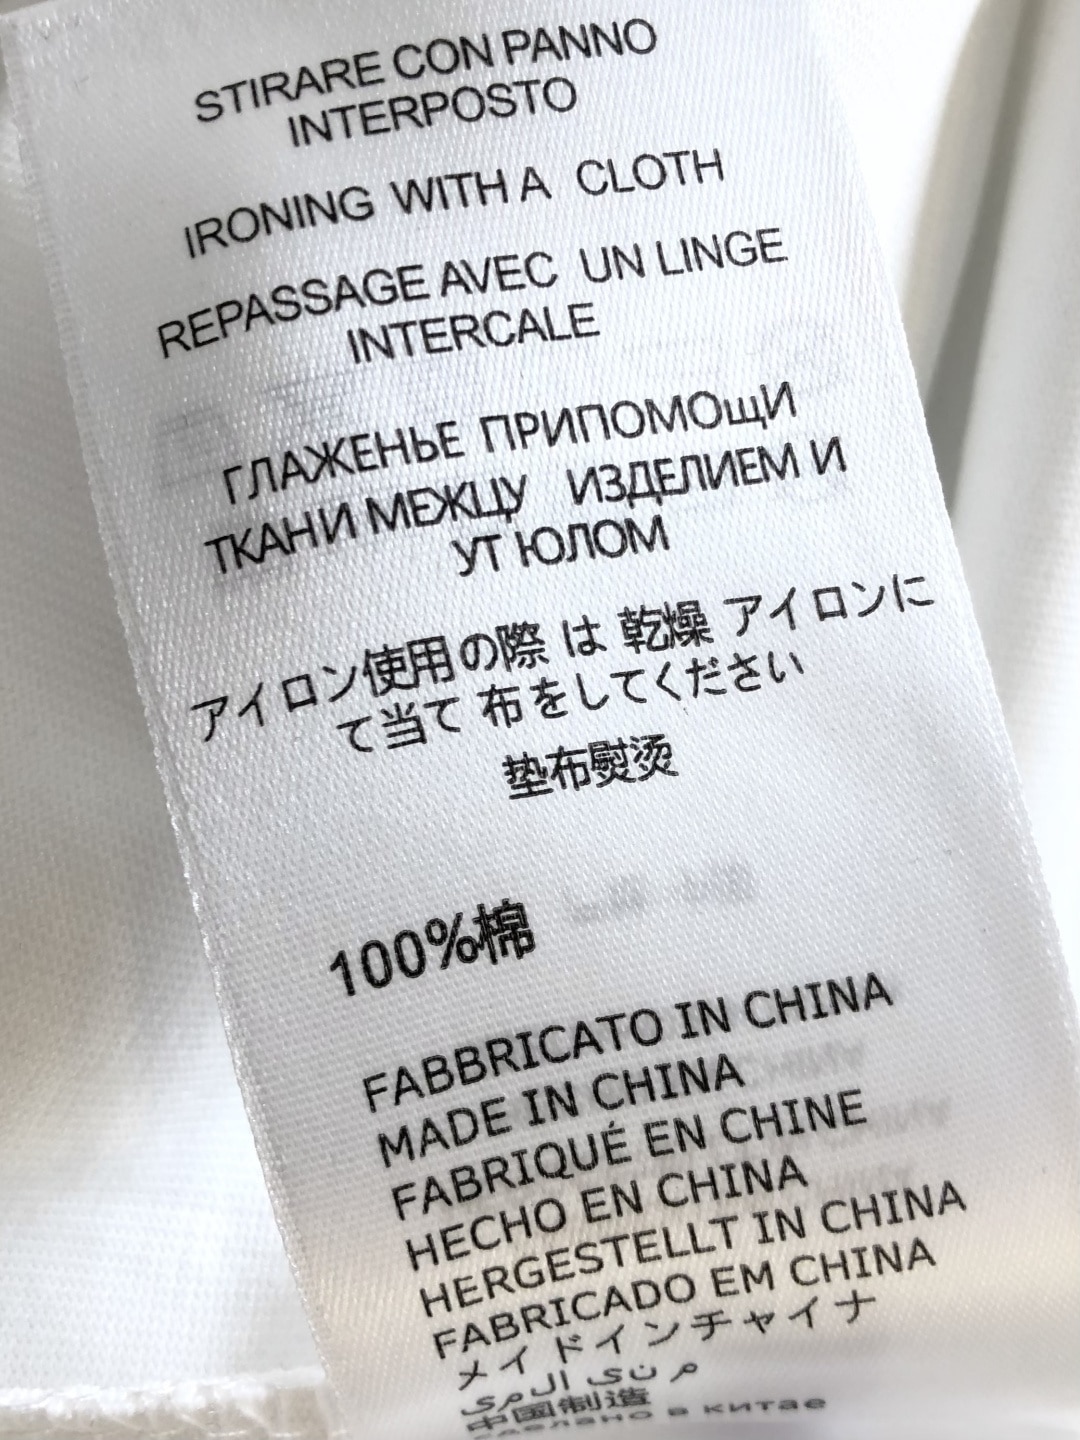 STIRARE CON PANNO
INTERPOSTO
IRONING WITH A CLOTH
REPASSAGE AVEC UN LINGE
INTERCALE
ГЛАЖЕНЬЕ ПРИПОМОщИ
ТКАНИ МЕЖЦУ ИЗДЕЛИЕМ И
УТ ЮЛОМ
アイロン使用の際 は 乾燥 アイロンに
て当て 布をしてください
垫布熨烫
100%棉
FABBRICATO IN CHINA
MADE IN CHINA
FABRIQUÉ EN CHINE
HECHO EN CHINA
HERGESTELLT IN CHINA
FABRICADO EM CHINA
メイドインチャイナ
中国制造
сделано в китае